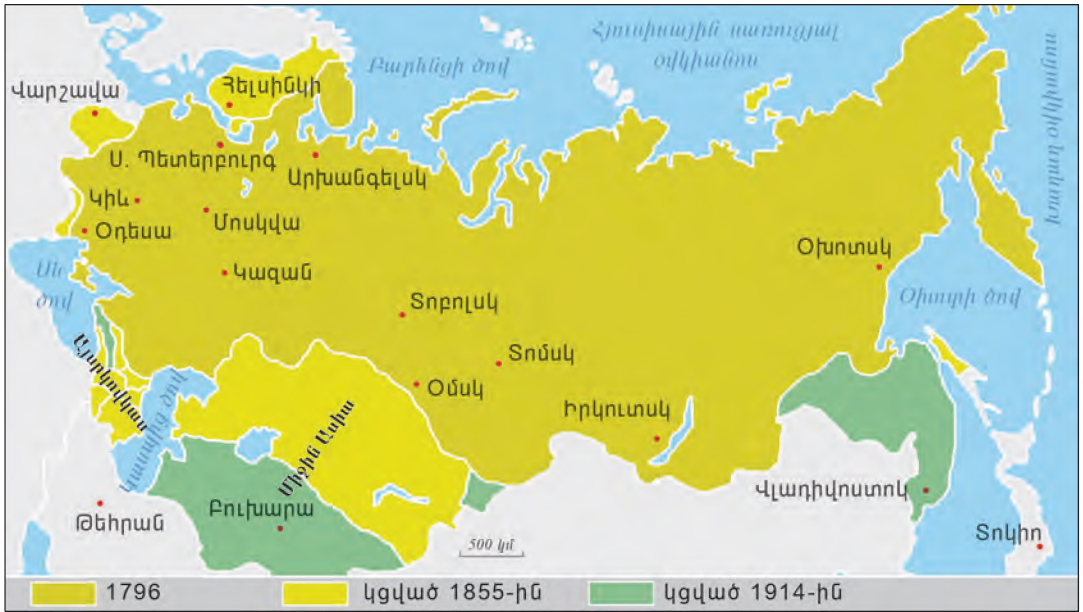 Հյուսիսային սառուցյալ
օվկիանոս
Բարենցի ծով
Խաղաղ օվկիանոս
Վարշավա
Հելսինկի
Ս. Պետերբուրգ
Արխանգելսկ
Կիև
Մոսկվա
Օդեսա
Սև
ծով
Կազան
Օխոտսկ
Օխոտի ծով
Տոբոլսկ
Տոմսկ
Օմսկ
Իրկուտսկ
Այսրկովկաս
Կասպից ծով
Միջին Ասիա
Բուխարա
Վլադիվոստոկ
Թեհրան
Տոկիո
500 կմ
1796
կցված 1855-ին
կցված 1914-ին